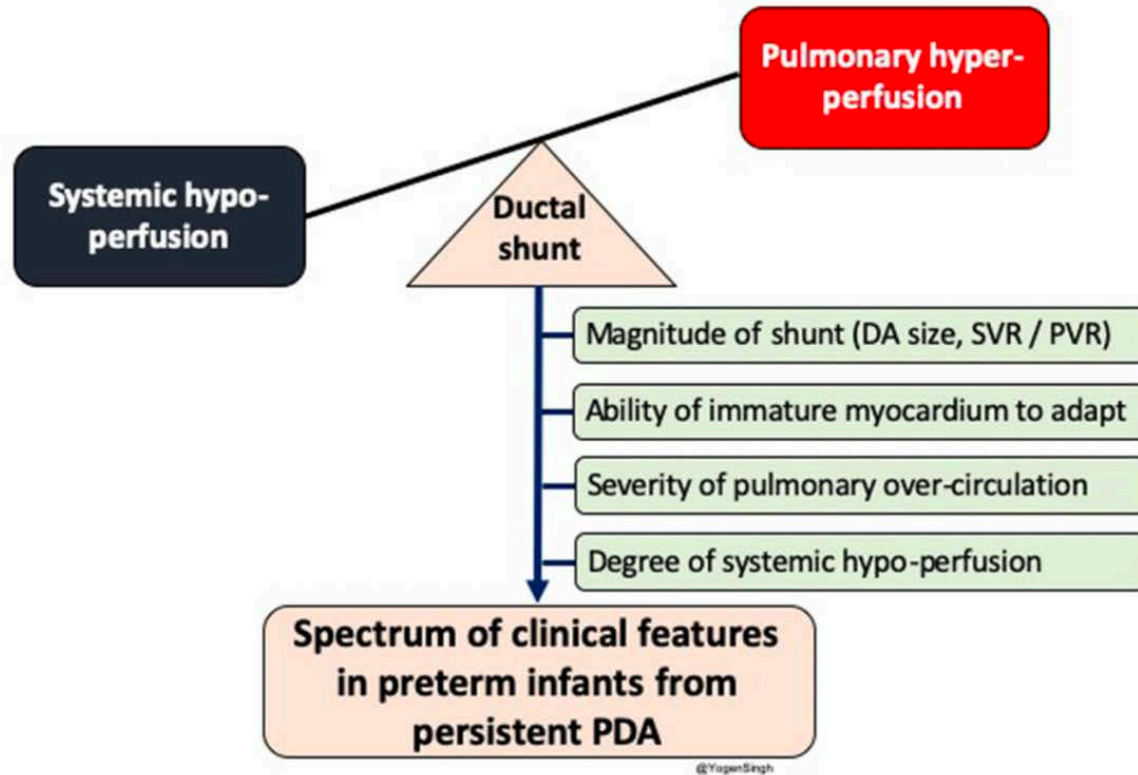 Pulmonary hyper-
perfusion
Systemic hypo-
perfusion
Ductal
shunt
Magnitude of shunt (DA size, SVR / PVR)
Ability of immature myocardium to adapt
Severity of pulmonary over-circulation
Degree of systemic hypo-perfusion
Spectrum of clinical features
in preterm infants from
persistent PDA
@YogenSingh